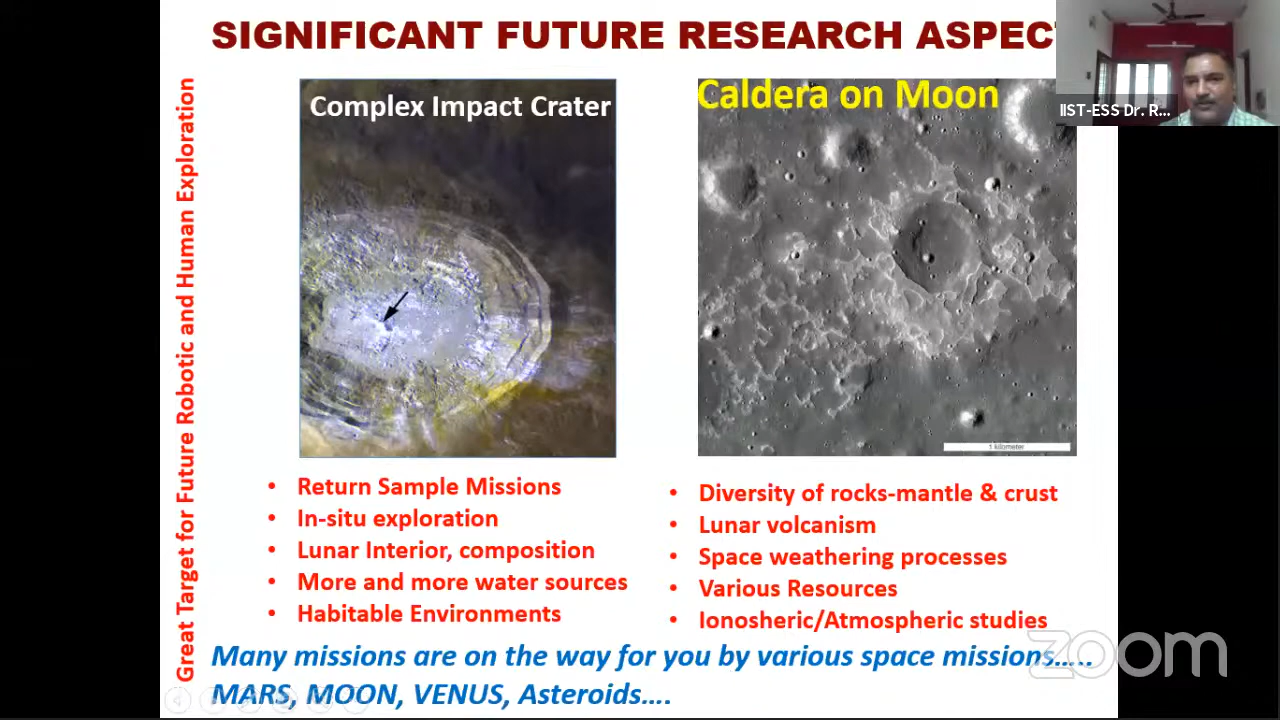 SIGNIFICANT FUTURE RESEARCH ASPECT
Great Target for Future Robotic and Human Exploration
Complex Impact Crater
Caldera on Moon
IIST-ESS Dr. R...
1 kilometer
• Return Sample Missions
• In-situ exploration
• Lunar Interior, composition
• More and more water sources
• Habitable Environments
• Diversity of rocks-mantle & crust
• Lunar volcanism
• Space weathering processes
• Various Resources
• Ionosheric/Atmospheric studies
Many missions are on the way for you by various space missions.....
MARS, MOON, VENUS, Asteroids....
zoom